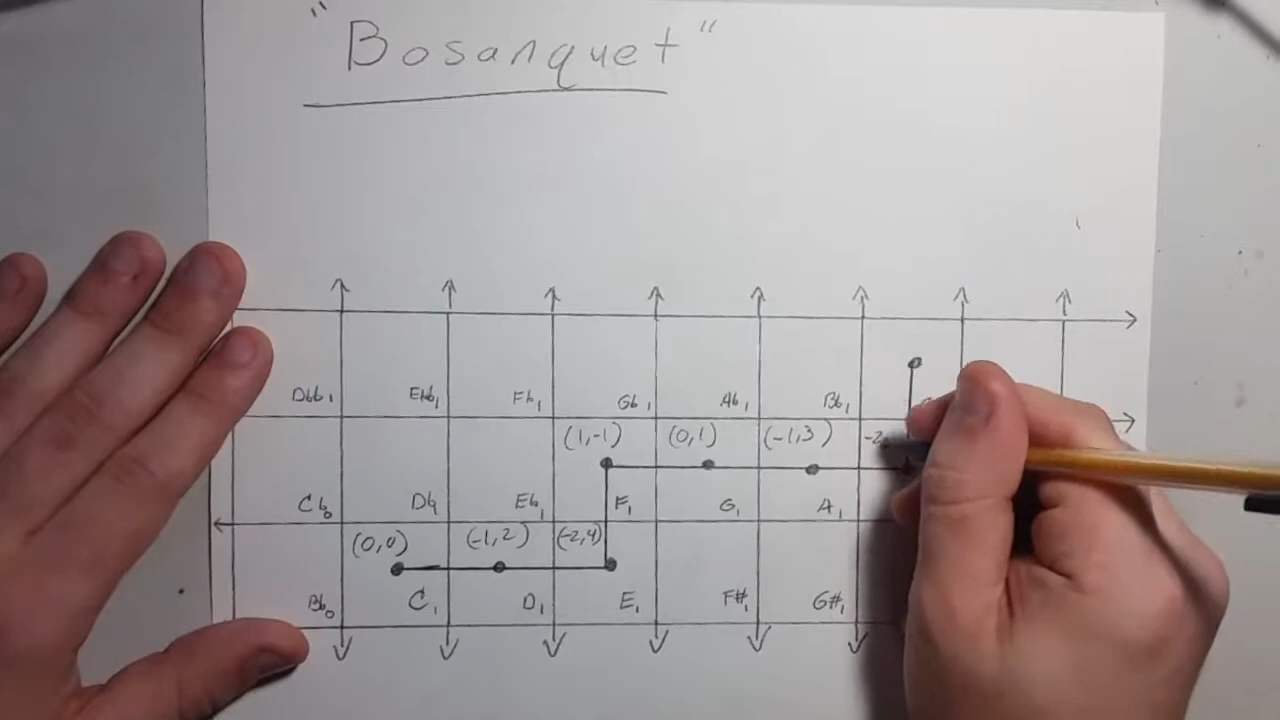 "Bosanquet"
Dbb1 Ebb1 Fb1 Gb1 Ab1 Bb1
(1,-1) (0,1) (-1,3) -2,
Cb0 Db1 Eb1 F1 G1 A1
(0,0) (-1,2) (-2,4)
Bb0 C1 D1 E1 F#1 G#1